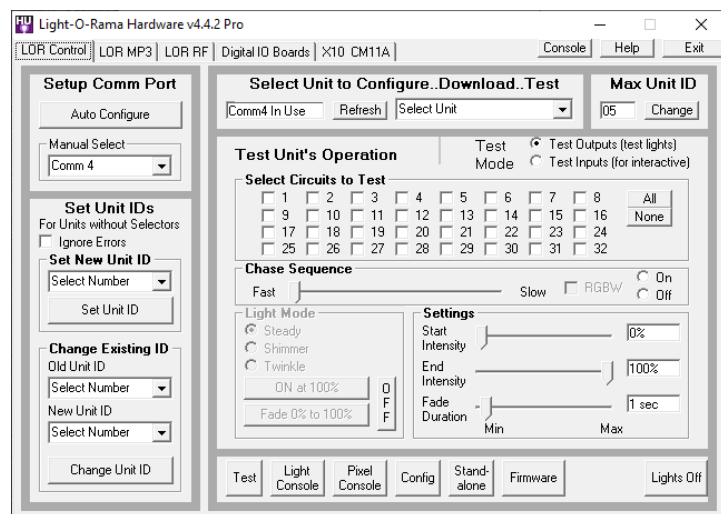 Light-O-Rama Hardware v4.4.2 Pro
LOR Control LOR MP3 LOR RF Digital IO Boards X10 CM11A Console Help Exit
Setup Comm Port
Auto Configure
Manual Select
Comm 4
Set Unit IDs
For Units without Selectors
Ignore Errors
Set New Unit ID
Select Number
Set Unit ID
Change Existing ID
Old Unit ID
Select Number
New Unit ID
Select Number
Change Unit ID
Select Unit to Configure..Download..Test
Comm4 In Use Refresh Select Unit
Max Unit ID
05 Change
Test Unit's Operation
Test Mode
Test Outputs (test lights)
Test Inputs (for interactive)
Select Circuits to Test
1 2 3 4 5 6 7 8 All
9 10 11 12 13 14 15 16 None
17 18 19 20 21 22 23 24
25 26 27 28 29 30 31 32
Chase Sequence
Fast Slow RGBW On
Off
Light Mode
Steady
Shimmer
Twinkle
ON at 100%
Fade 0% to 100%
OFF
Settings
Start Intensity 0%
End Intensity 100%
Fade Duration 1 sec
Min Max
Test Light Console Pixel Console Config Stand-alone Firmware Lights Off